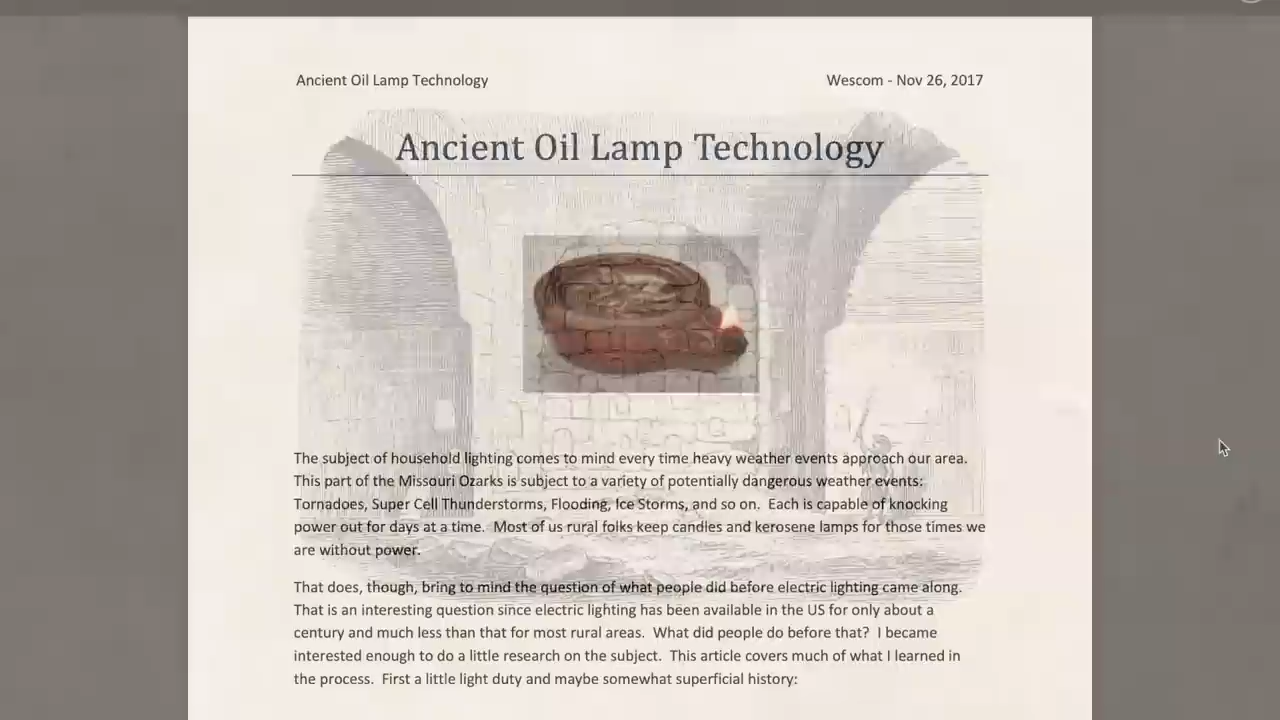 Ancient Oil Lamp Technology
Wescom - Nov 26, 2017
Ancient Oil Lamp Technology
The subject of household lighting comes to mind every time heavy weather events approach our area.
This part of the Missouri Ozarks is subject to a variety of potentially dangerous weather events:
Tornadoes, Super Cell Thunderstorms, Flooding, Ice Storms, and so on.  Each is capable of knocking
power out for days at a time.  Most of us rural folks keep candles and kerosene lamps for those times we
are without power.
That does, though, bring to mind the question of what people did before electric lighting came along.
That is an interesting question since electric lighting has been available in the US for only about a
century and much less than that for most rural areas.  What did people do before that?  I became
interested enough to do a little research on the subject.  This article covers much of what I learned in
the process.  First a little light duty and maybe somewhat superficial history: